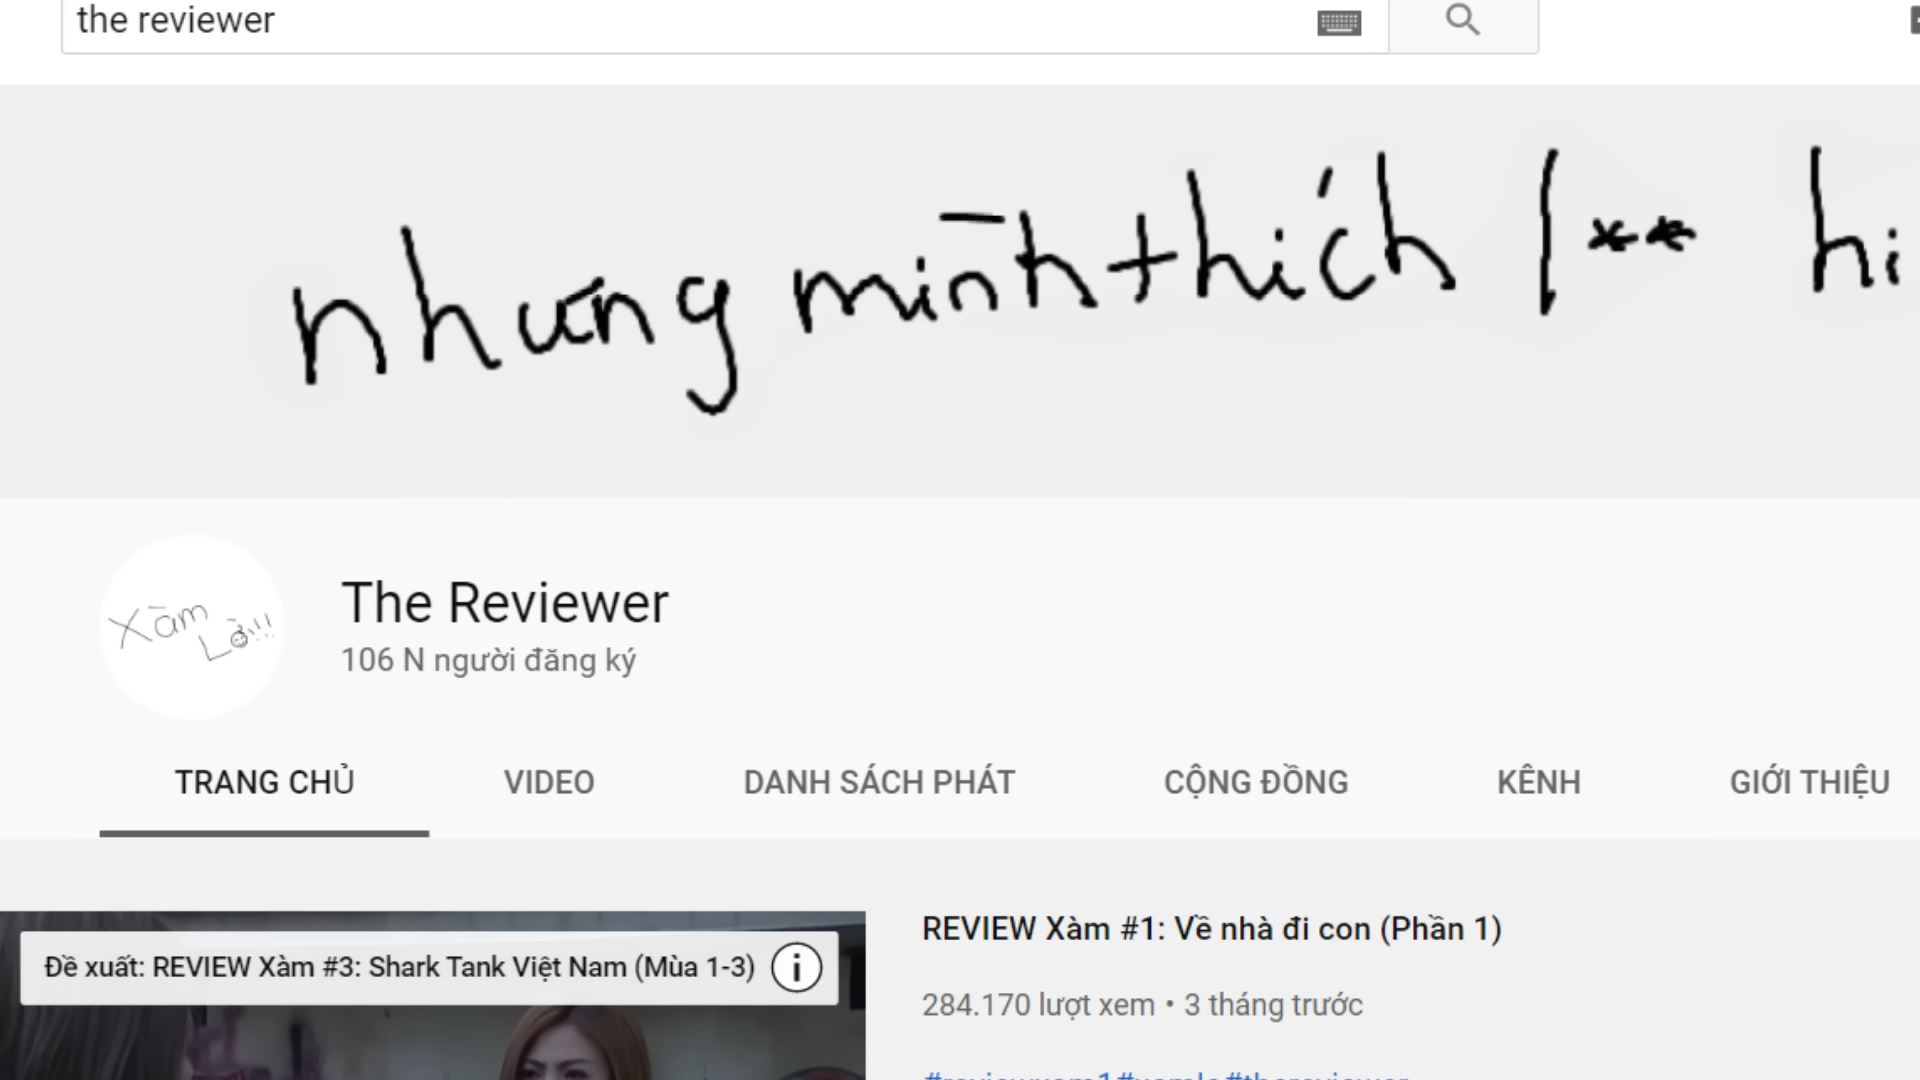 the reviewer
nhưng mình thích l** hi
Xàm
The Reviewer
106 N người đăng ký
TRANG CHỦ VIDEO DANH SÁCH PHÁT CỘNG ĐỒNG KÊNH GIỚI THIỆU
REVIEW Xàm #1: Về nhà đi con (Phần 1)
Đề xuất: REVIEW Xàm #3: Shark Tank Việt Nam (Mùa 1-3)
284.170 lượt xem • 3 tháng trước